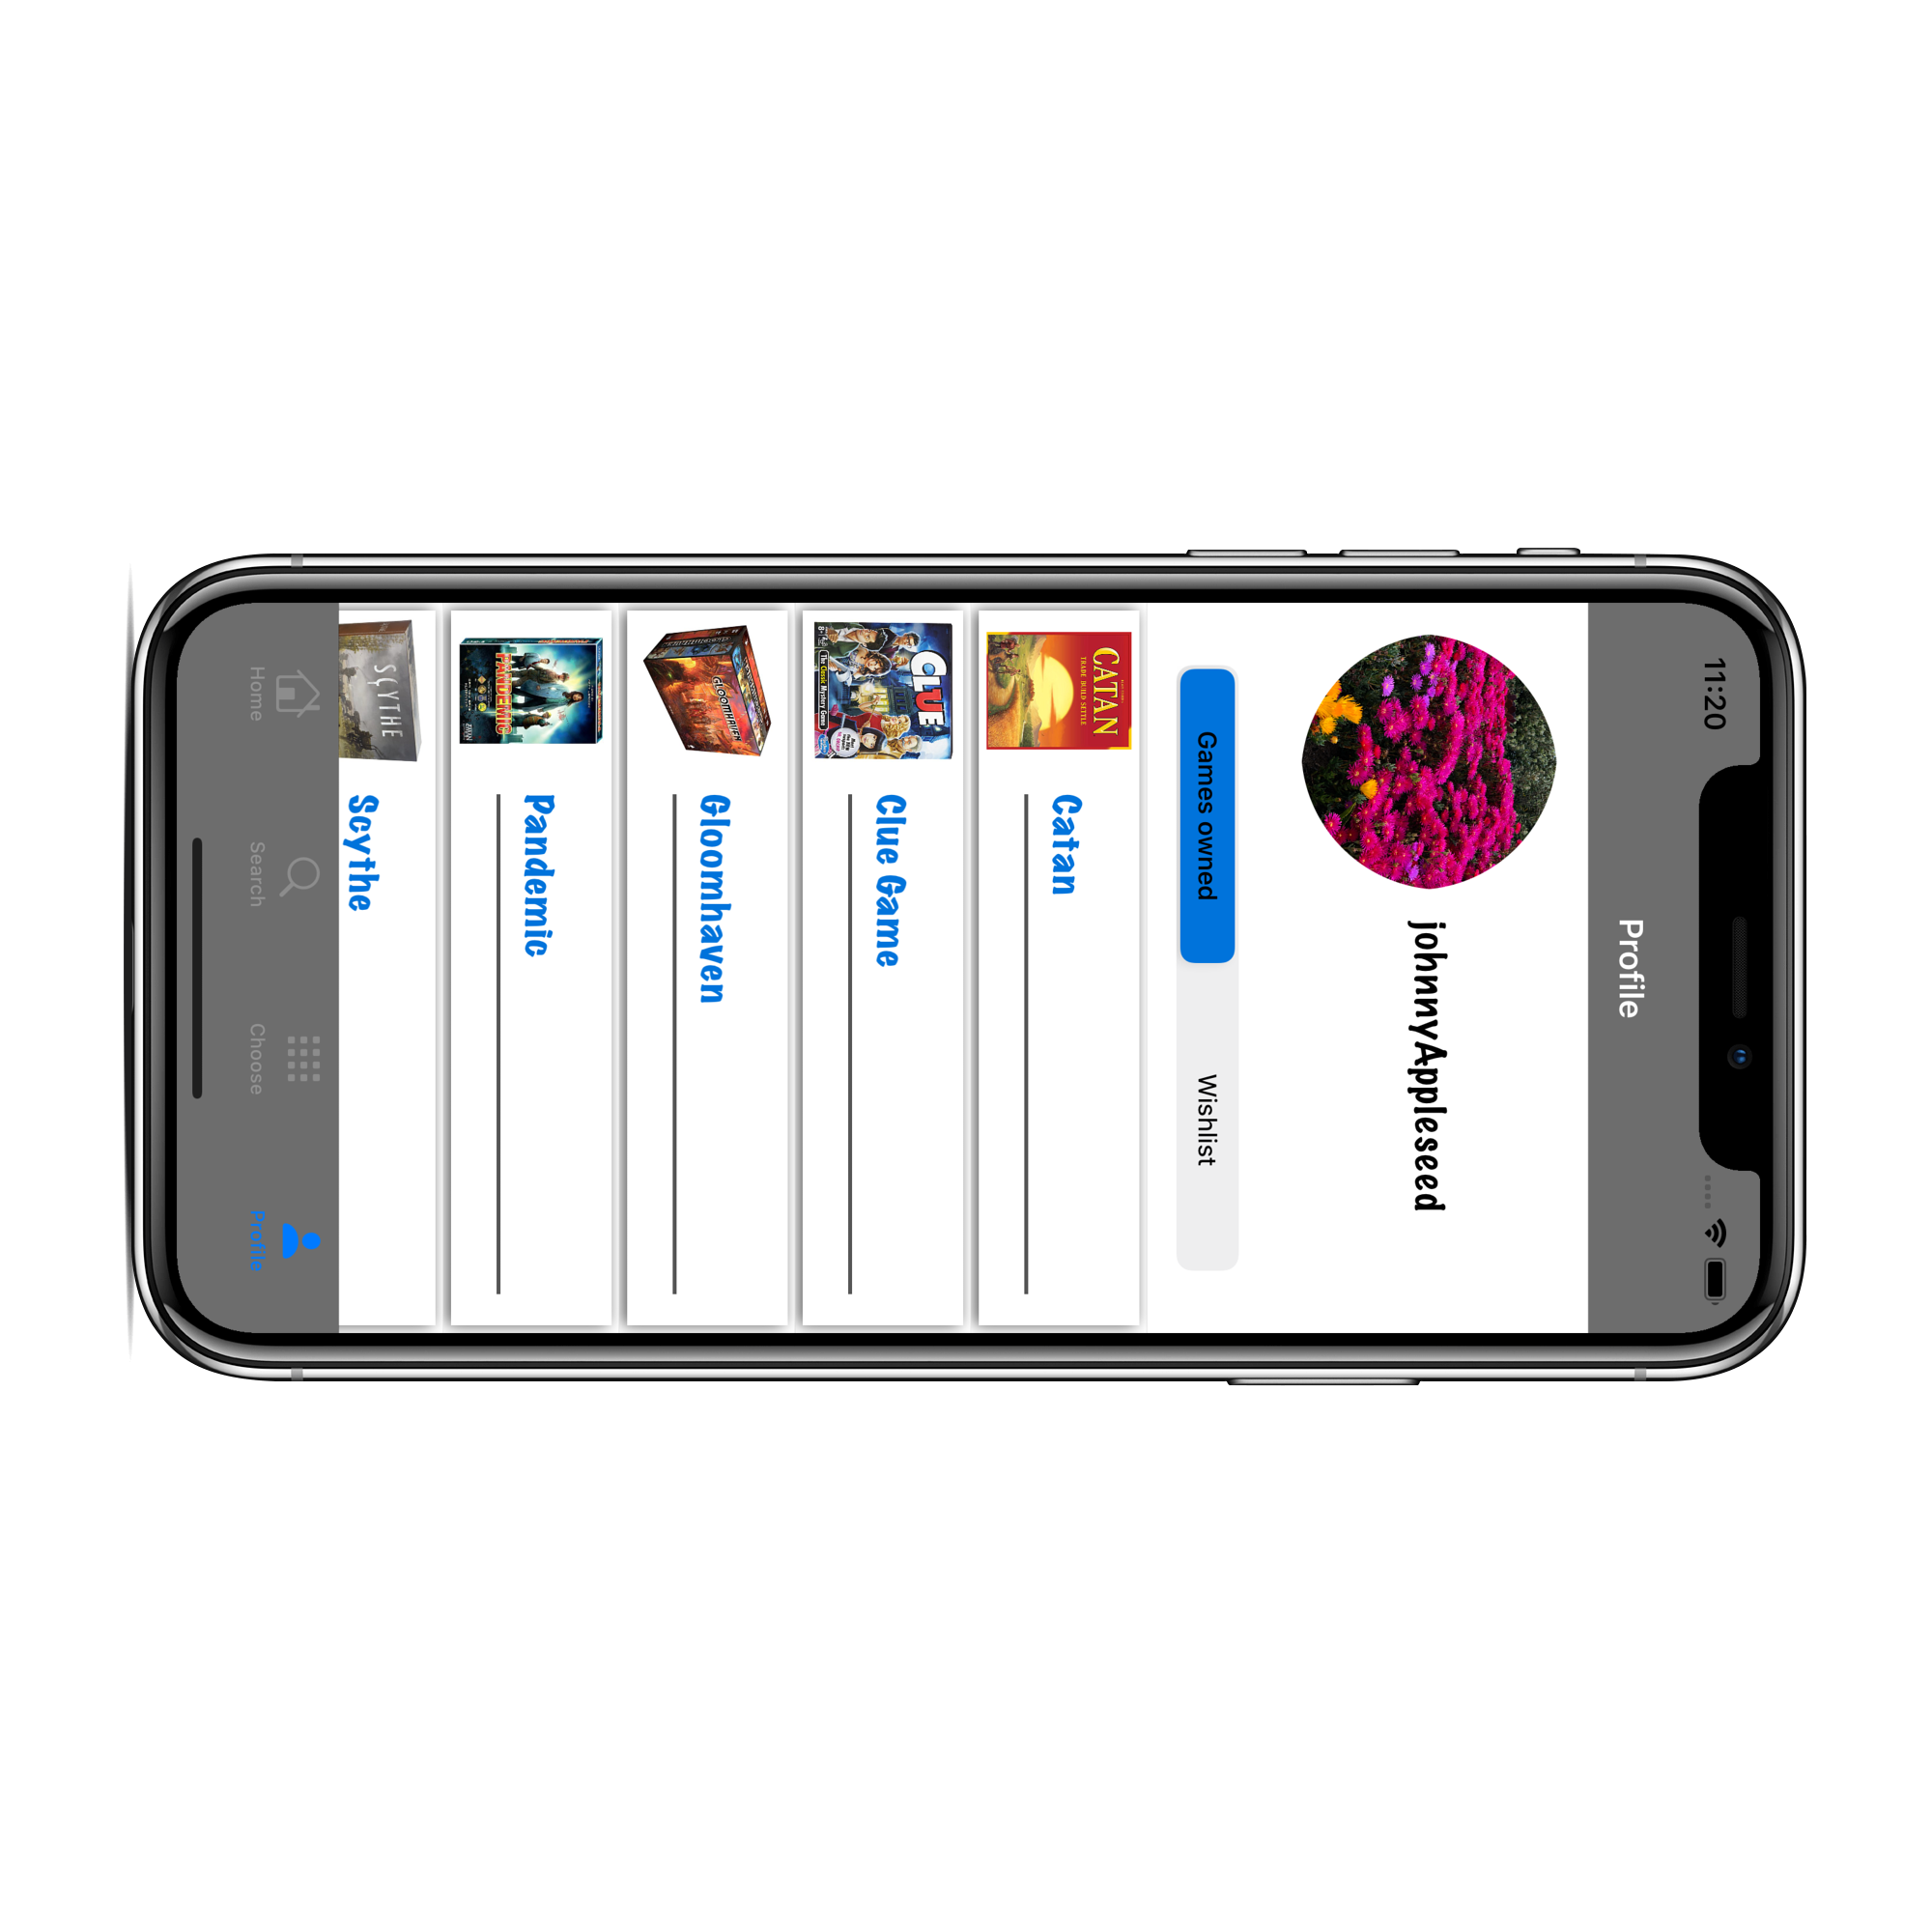 11:20
Profile
johnnyAppleseed
Games owned
Wishlist
CATAN
TRADE BUILD SETTLE
Catan
CLUE
The Classic Mystery Game
8+
Clue Game
GLOOMHAVEN
Gloomhaven
PANDEMIC
Pandemic
SCYTHE
Scythe
Home
Search
Choose
Profile